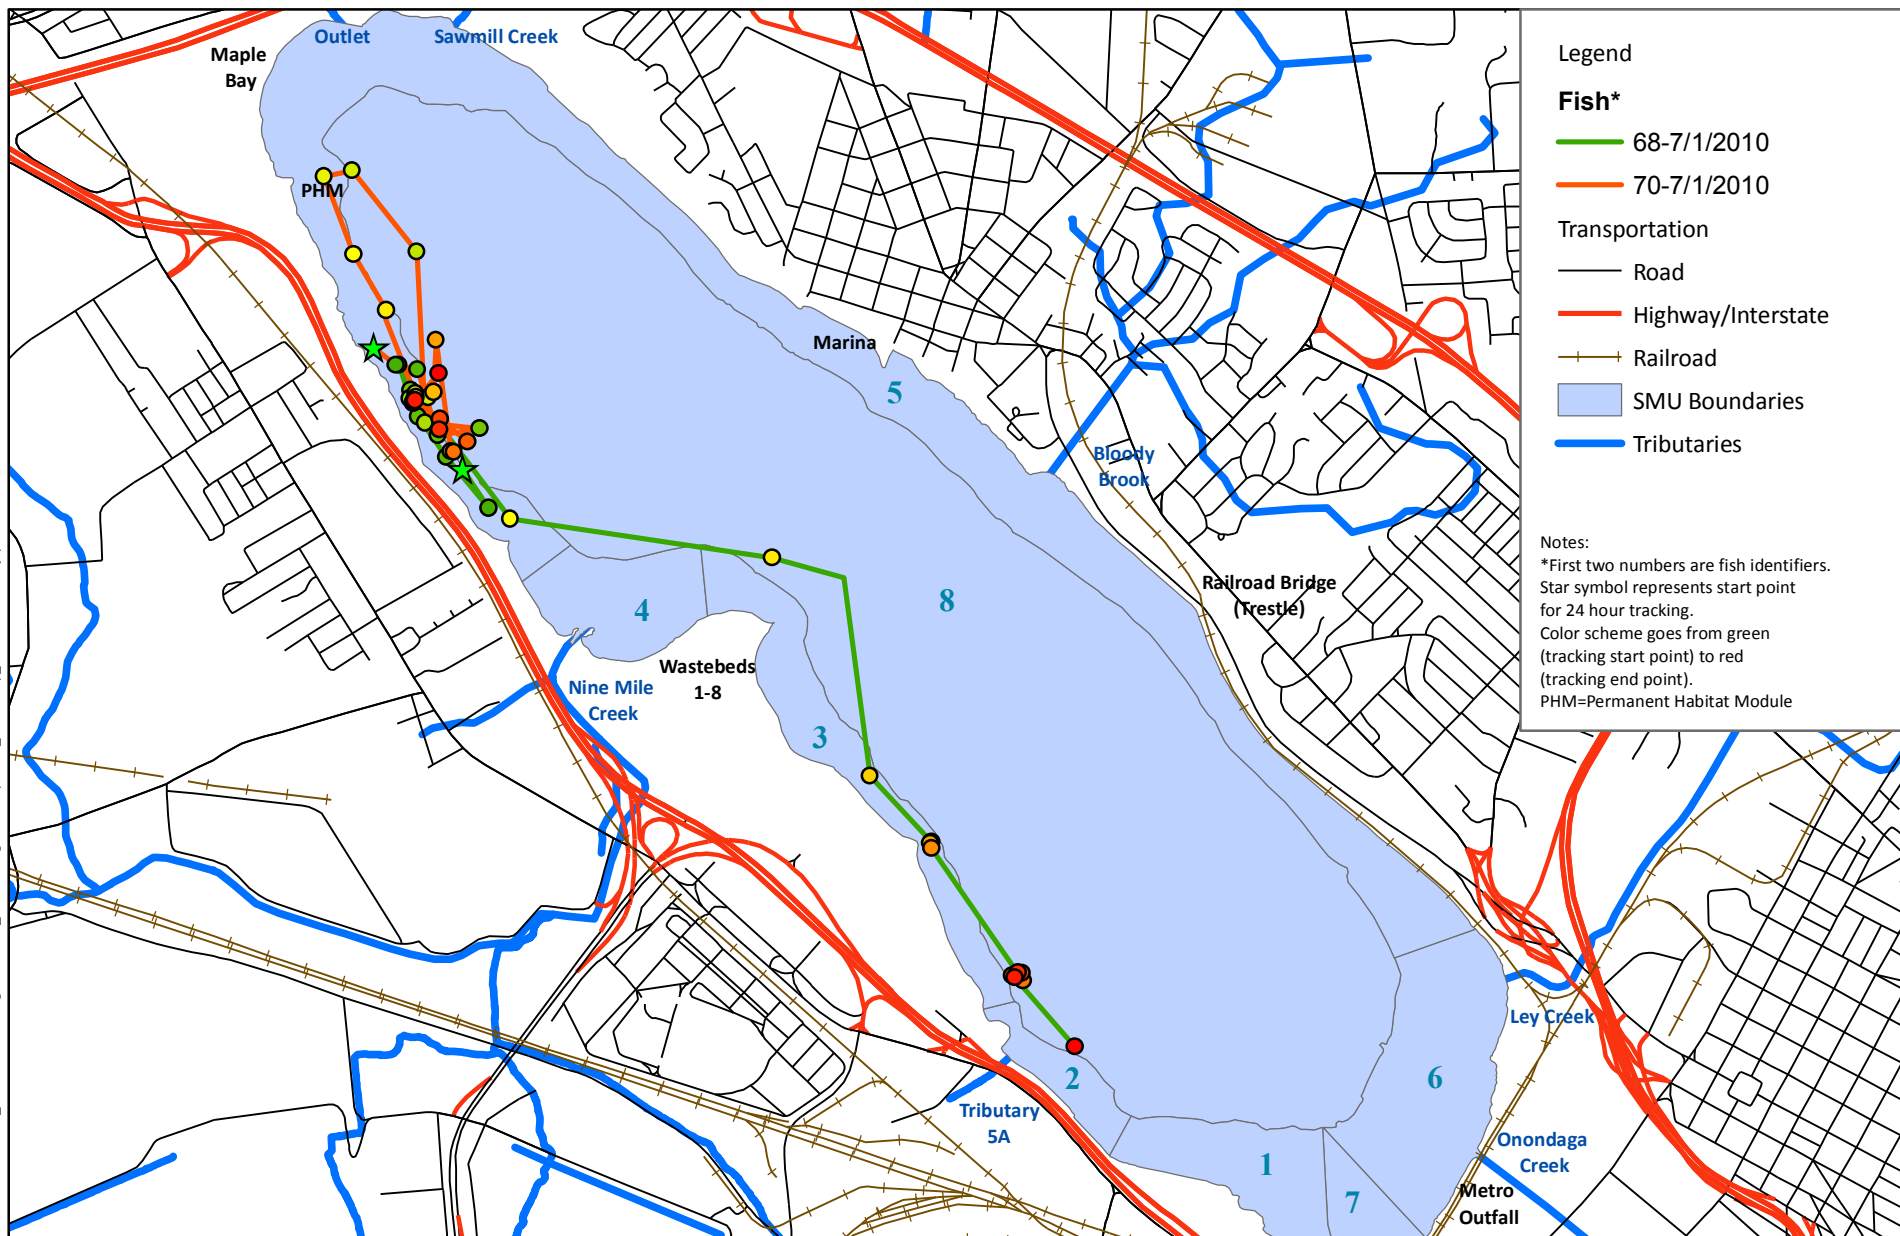 Outlet
Sawmill Creek
Maple
Bay
PHM
Marina
5
Bloody
Brook
Railroad Bridge
(Trestle)
8
4
Wastebeds
1-8
Nine Mile
Creek
3
Ley Creek
2
6
Tributary
5A
1
7
Onondaga
Creek
Metro
Outfall
Legend
Fish*
68-7/1/2010
70-7/1/2010
Transportation
Road
Highway/Interstate
Railroad
SMU Boundaries
Tributaries
Notes:
*First two numbers are fish identifiers.
Star symbol represents start point
for 24 hour tracking.
Color scheme goes from green
(tracking start point) to red
(tracking end point).
PHM=Permanent Habitat Module